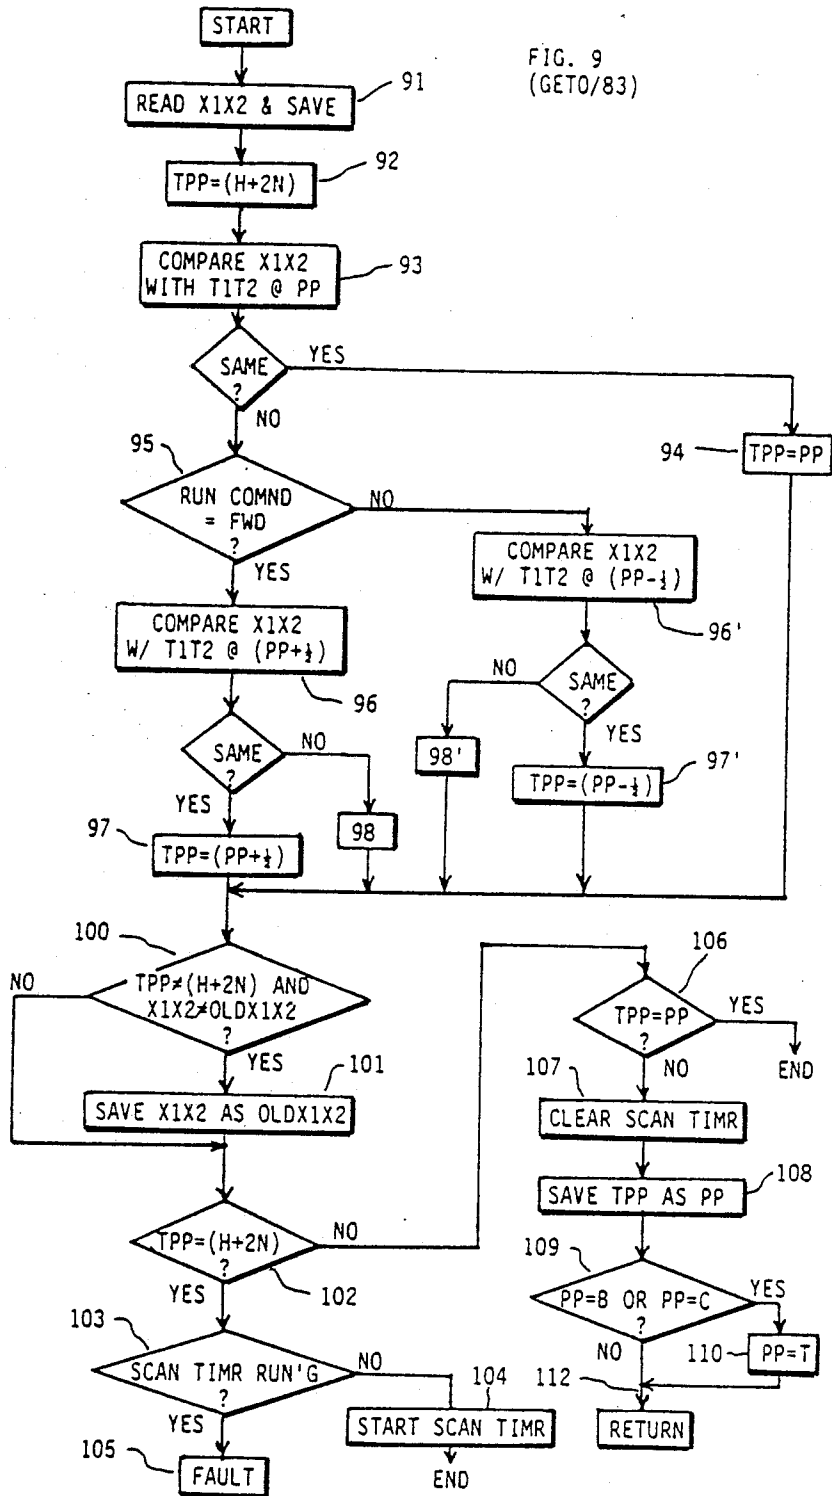 START
FIG. 9
(GETO/83)
91
READ X1X2 & SAVE
92
TPP=(H+2N)
93
COMPARE X1X2
WITH T1T2 @ PP
SAME
?
YES
NO
94
TPP=PP
95
RUN COMND
= FWD
?
NO
YES
COMPARE X1X2
W/ T1T2 @ (PP-½)
96'
COMPARE X1X2
W/ T1T2 @ (PP+½)
96
SAME
?
NO
YES
98'
TPP=(PP-½)
97'
SAME
?
NO
YES
98
97
TPP=(PP+½)
100
TPP≠(H+2N) AND
X1X2≠OLDX1X2
?
NO
YES
101
SAVE X1X2 AS OLDX1X2
TPP=(H+2N)
?
NO
YES
102
103
SCAN TIMR RUN'G
?
NO
YES
104
START SCAN TIMR
END
105
FAULT
106
TPP=PP
?
YES
END
NO
107
CLEAR SCAN TIMR
SAVE TPP AS PP
108
109
PP=B OR PP=C
?
YES
NO
110
PP=T
112
RETURN